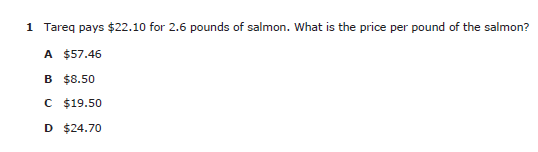 1 Tareq pays $22.10 for 2.6 pounds of salmon. What is the price per pound of the salmon?
A $57.46
B $8.50
C $19.50
D $24.70